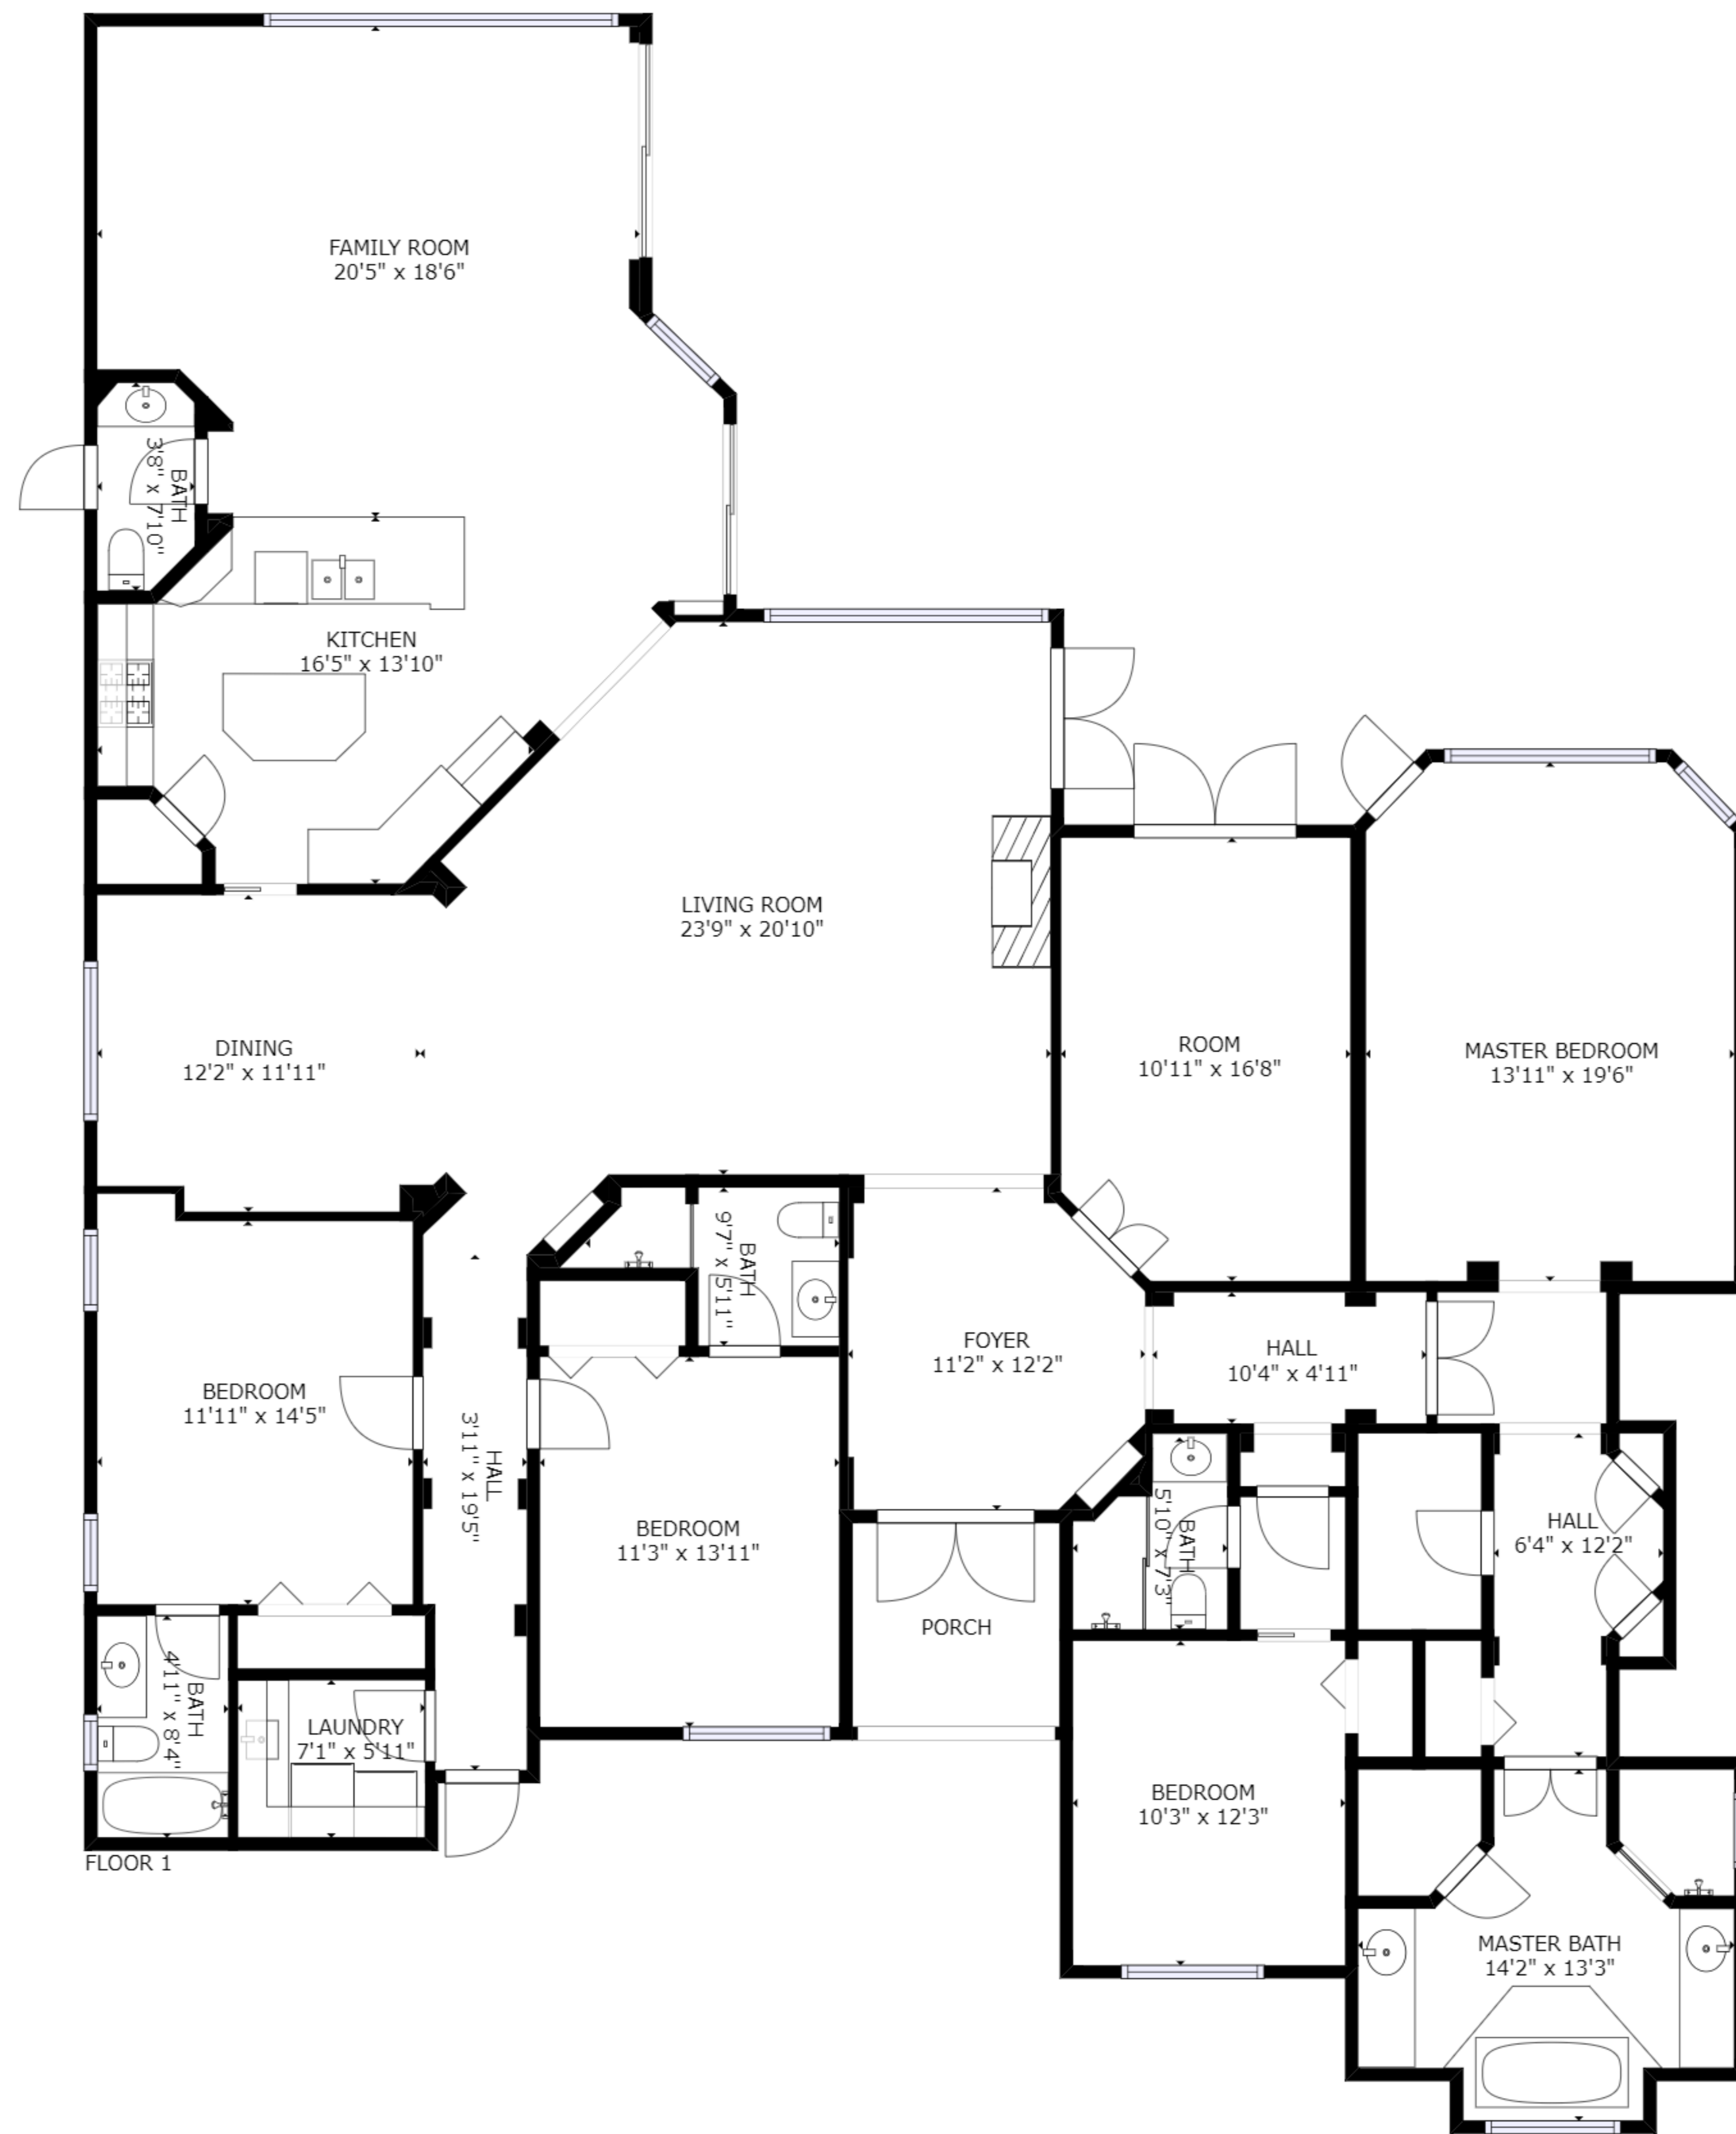 FAMILY ROOM
20'5" x 18'6"
BATH
3'8" x 7'10"
KITCHEN
16'5" x 13'10"
LIVING ROOM
23'9" x 20'10"
DINING
12'2" x 11'11"
ROOM
10'11" x 16'8"
MASTER BEDROOM
13'11" x 19'6"
BATH
9'7" x 5'11"
FOYER
11'2" x 12'2"
HALL
10'4" x 4'11"
BEDROOM
11'11" x 14'5"
HALL
3'11" x 19'5"
BEDROOM
11'3" x 13'11"
BATH
5'10" x 7'3"
HALL
6'4" x 12'2"
PORCH
BATH
4'11" x 8'4"
LAUNDRY
7'1" x 5'11"
BEDROOM
10'3" x 12'3"
FLOOR 1
MASTER BATH
14'2" x 13'3"